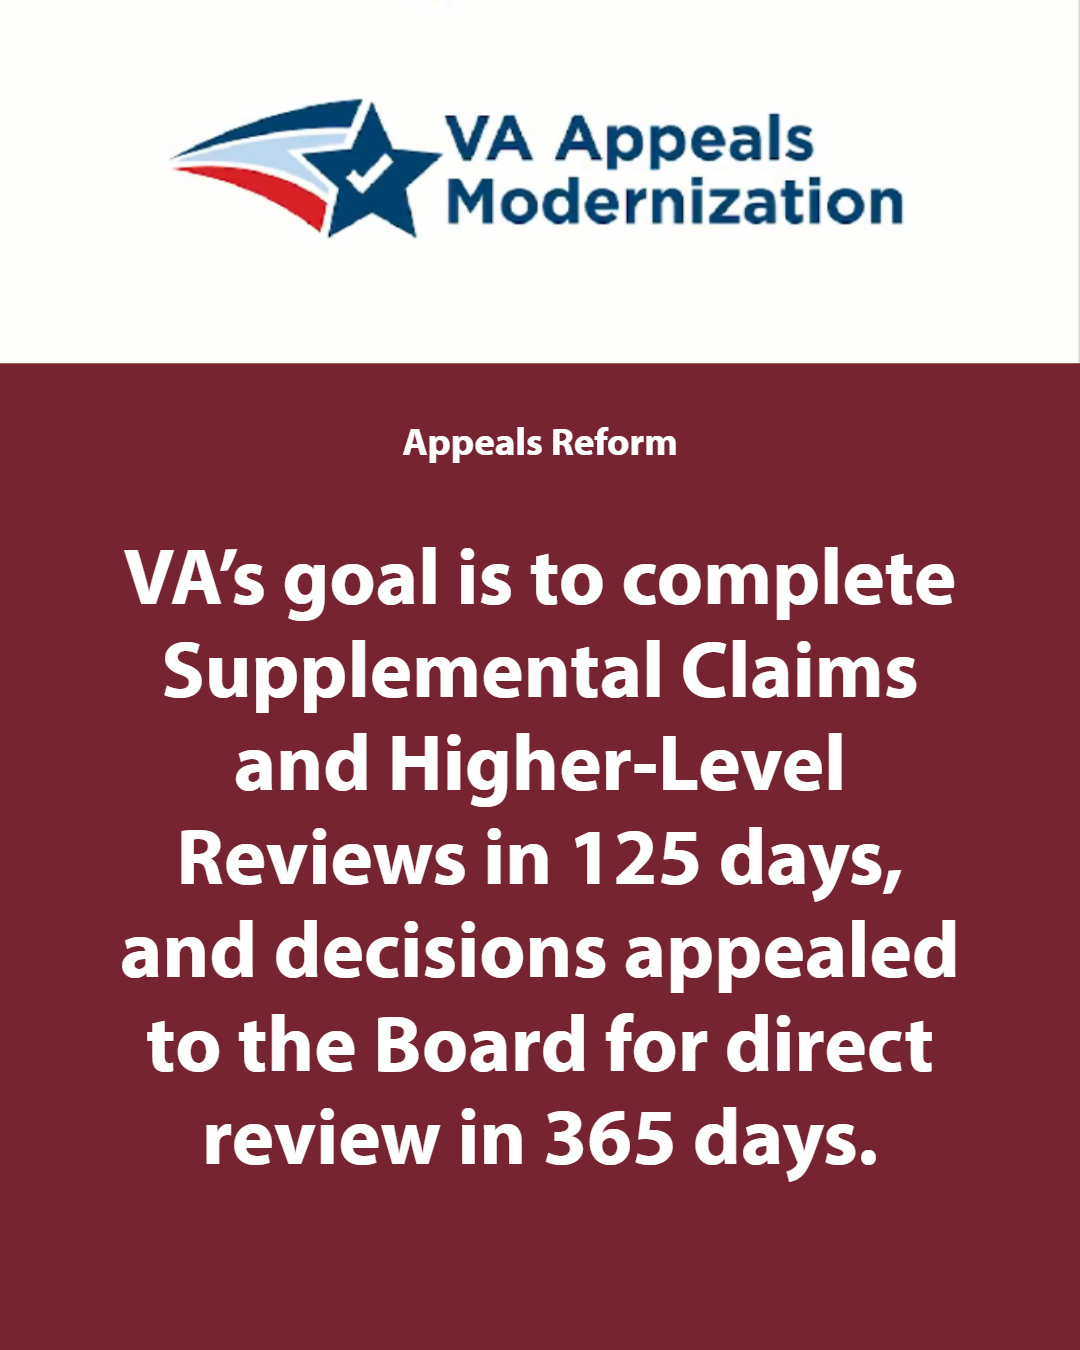 VA Appeals
Modernization
Appeals Reform
VA’s goal is to complete
Supplemental Claims
and Higher-Level
Reviews in 125 days,
and decisions appealed
to the Board for direct
review in 365 days.